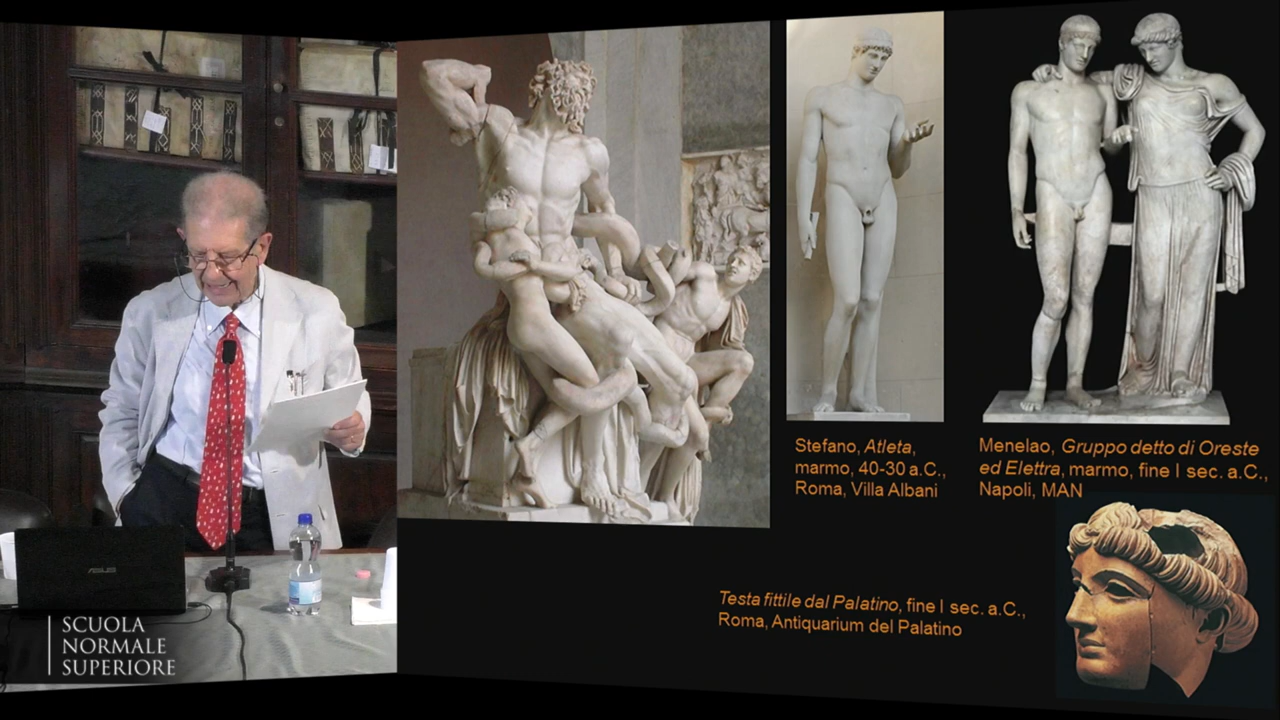 Stefano, Atleta,
marmo, 40-30 a.C.,
Roma, Villa Albani
Menelao, Gruppo detto di Oreste
ed Elettra, marmo, fine I sec. a.C.,
Napoli, MAN
Testa fittile dal Palatino, fine I sec. a.C.,
Roma, Antiquarium del Palatino
ASUS
SCUOLA
NORMALE
SUPERIORE